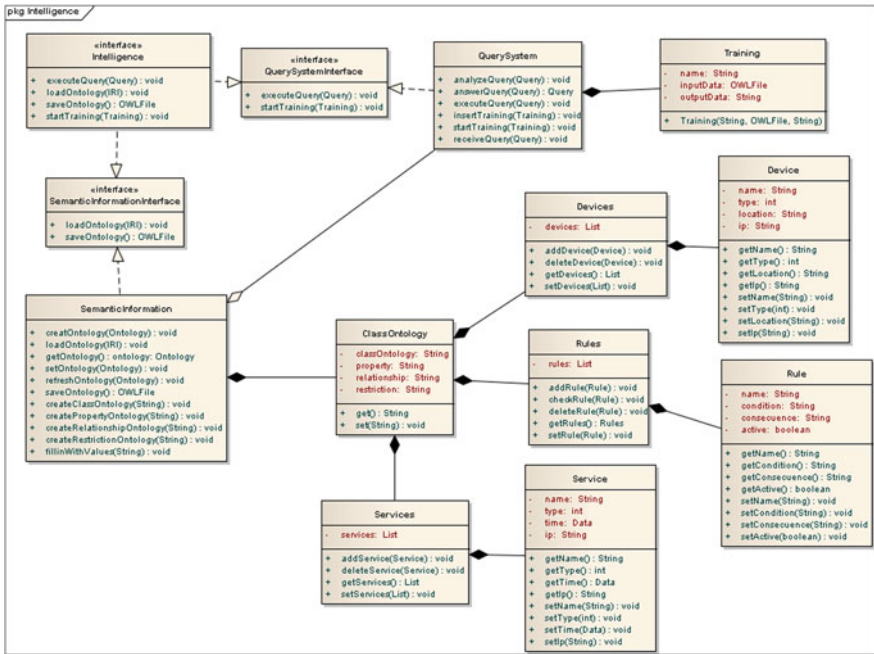 pkg Intelligence
«interface»
Intelligence
+ executeQuery(Query) : void
+ loadOntology(IRI) : void
+ saveOntology() : OWLFile
+ startTraining(Training) : void
«interface»
QuerySystemInterface
+ executeQuery(Query) : void
+ startTraining(Training) : void
QuerySystem
+ analyzeQuery(Query) : void
+ answerQuery(Query) : Query
+ executeQuery(Query) : void
+ insertTraining(Training) : void
+ startTraining(Training) : void
+ receiveQuery(Query) : void
Training
- name: String
- inputData: OWLFile
- outputData: String
+ Training(String, OWLFile, String)
«interface»
SemanticInformationInterface
+ loadOntology(IRI) : void
+ saveOntology() : OWLFile
Devices
- devices: List
+ addDevice(Device) : void
+ deleteDevice(Device) : void
+ getDevices() : List
+ setDevices(List) : void
Device
- name: String
- type: int
- location: String
- ip: String
+ getName() : String
+ getType() : int
+ getLocation() : String
+ getIp() : String
+ setName(String) : void
+ setType(int) : void
+ setLocation(String) : void
+ setIp(String) : void
SemanticInformation
+ creatOntology(Ontology) : void
+ loadOntology(IRI) : void
+ getOntology() : ontology: Ontology
+ setOntology(Ontology) : void
+ refreshOntology(Ontology) : void
+ saveOntology() : OWLFile
+ createClassOntology(String) : void
+ createPropertyOntology(String) : void
+ createRelationshipOntology(String) : void
+ createRestrictionOntology(String) : void
+ fillinWithValues(String) : void
ClassOntology
- classOntology: String
- property: String
- relationship: String
- restriction: String
+ get() : String
+ set(String) : void
Rules
- rules: List
+ addRule(Rule) : void
+ checkRule(Rule) : void
+ deleteRule(Rule) : void
+ getRules() : Rules
+ setRule(Rule) : void
Rule
- name: String
- condition: String
- consecuence: String
- active: boolean
+ getName() : String
+ getCondition() : String
+ getConsecuence() : String
+ getActive() : boolean
+ setName(String) : void
+ setCondition(String) : void
+ setConsecuence(String) : void
+ setActive(boolean) : void
Services
- services: List
+ addService(Service) : void
+ deleteService(Service) : void
+ getServices() : List
+ setServices(List) : void
Service
- name: String
- type: int
- time: Data
- ip: String
+ getName() : String
+ getType() : int
+ getTime() : Data
+ getIp() : String
+ setName(String) : void
+ setType(int) : void
+ setTime(Data) : void
+ setIp(String) : void